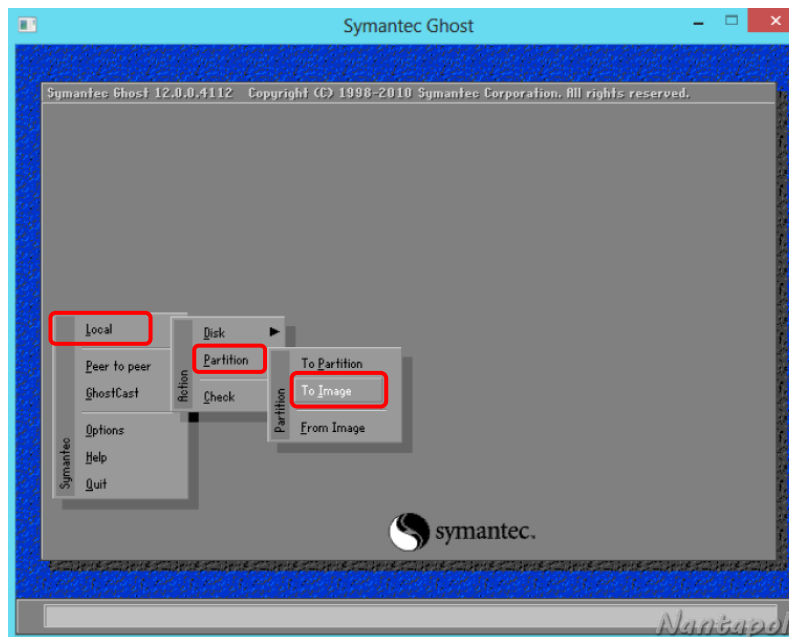 Symantec Ghost
Symantec Ghost 12.0.0.4112 Copyright (C) 1998-2010 Symantec Corporation. All rights reserved.
Local
Peer to peer
GhostCast
Options
Help
Quit
Symantec
Disk
Partition
Check
Action
To Partition
To Image
From Image
Partition
symantec.
Nantapol